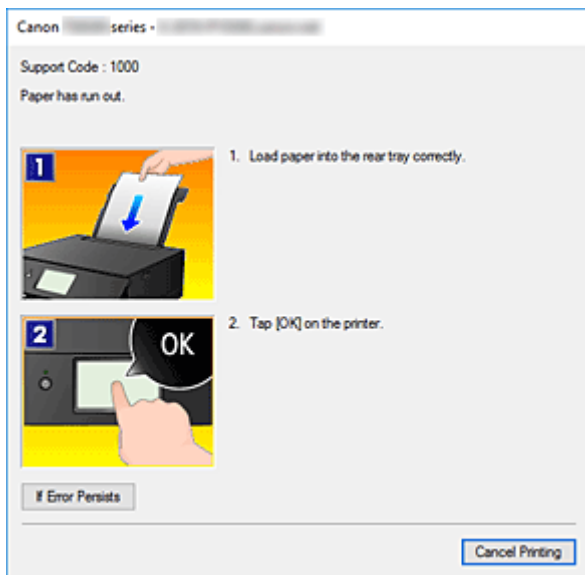 Canon series -
Support Code : 1000
Paper has run out.
1
1. Load paper into the rear tray correctly.
2
OK
2. Tap [OK] on the printer.
If Error Persists
Cancel Printing